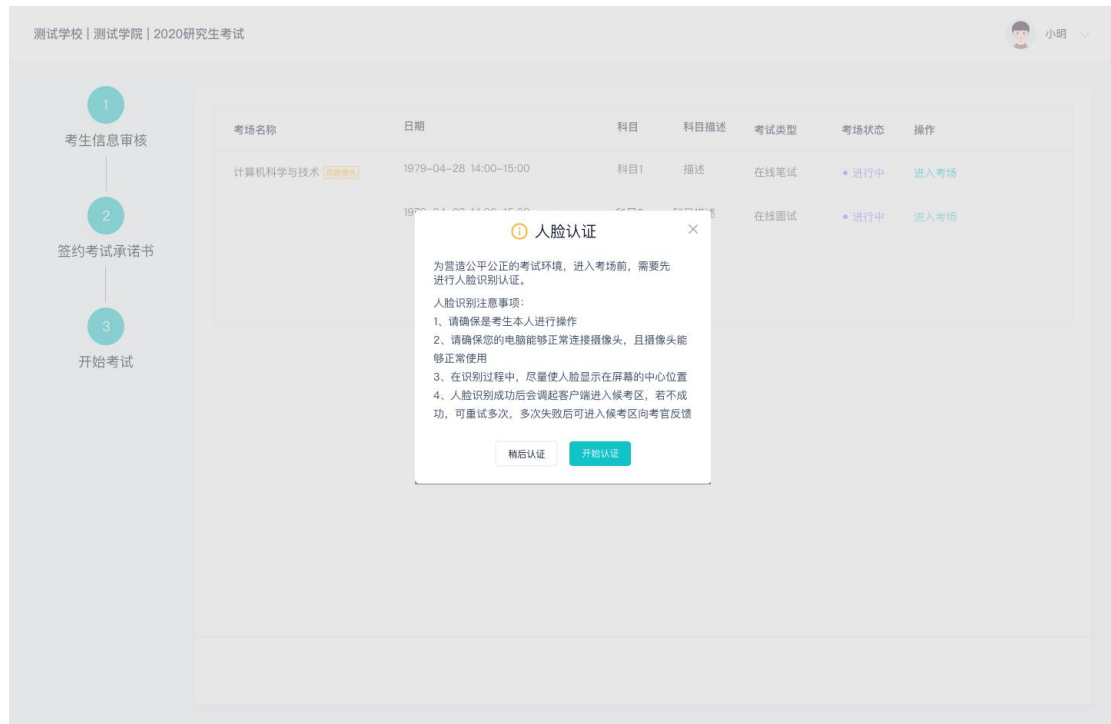 测试学校 | 测试学院 | 2020研究生考试
小明
1
考生信息审核
2
签约考试承诺书
3
开始考试
考场名称 日期 科目 科目描述 考试类型 考场状态 操作
计算机科学与技术 1979-04-28 14:00-15:00 科目1 描述 在线笔试 进行中 进入考场
在线面试 进行中 进入考场
人脸认证
为营造公平公正的考试环境，进入考场前，需要先
进行人脸识别认证。
人脸识别注意事项：
1、请确保是考生本人进行操作
2、请确保您的电脑能够正常连接摄像头，且摄像头能
够正常使用
3、在识别过程中，尽量使人脸显示在屏幕的中心位置
4、人脸识别成功后会调起客户端进入候考区，若不成
功，可重试多次，多次失败后可进入候考区向考官反馈
稍后认证 开始认证